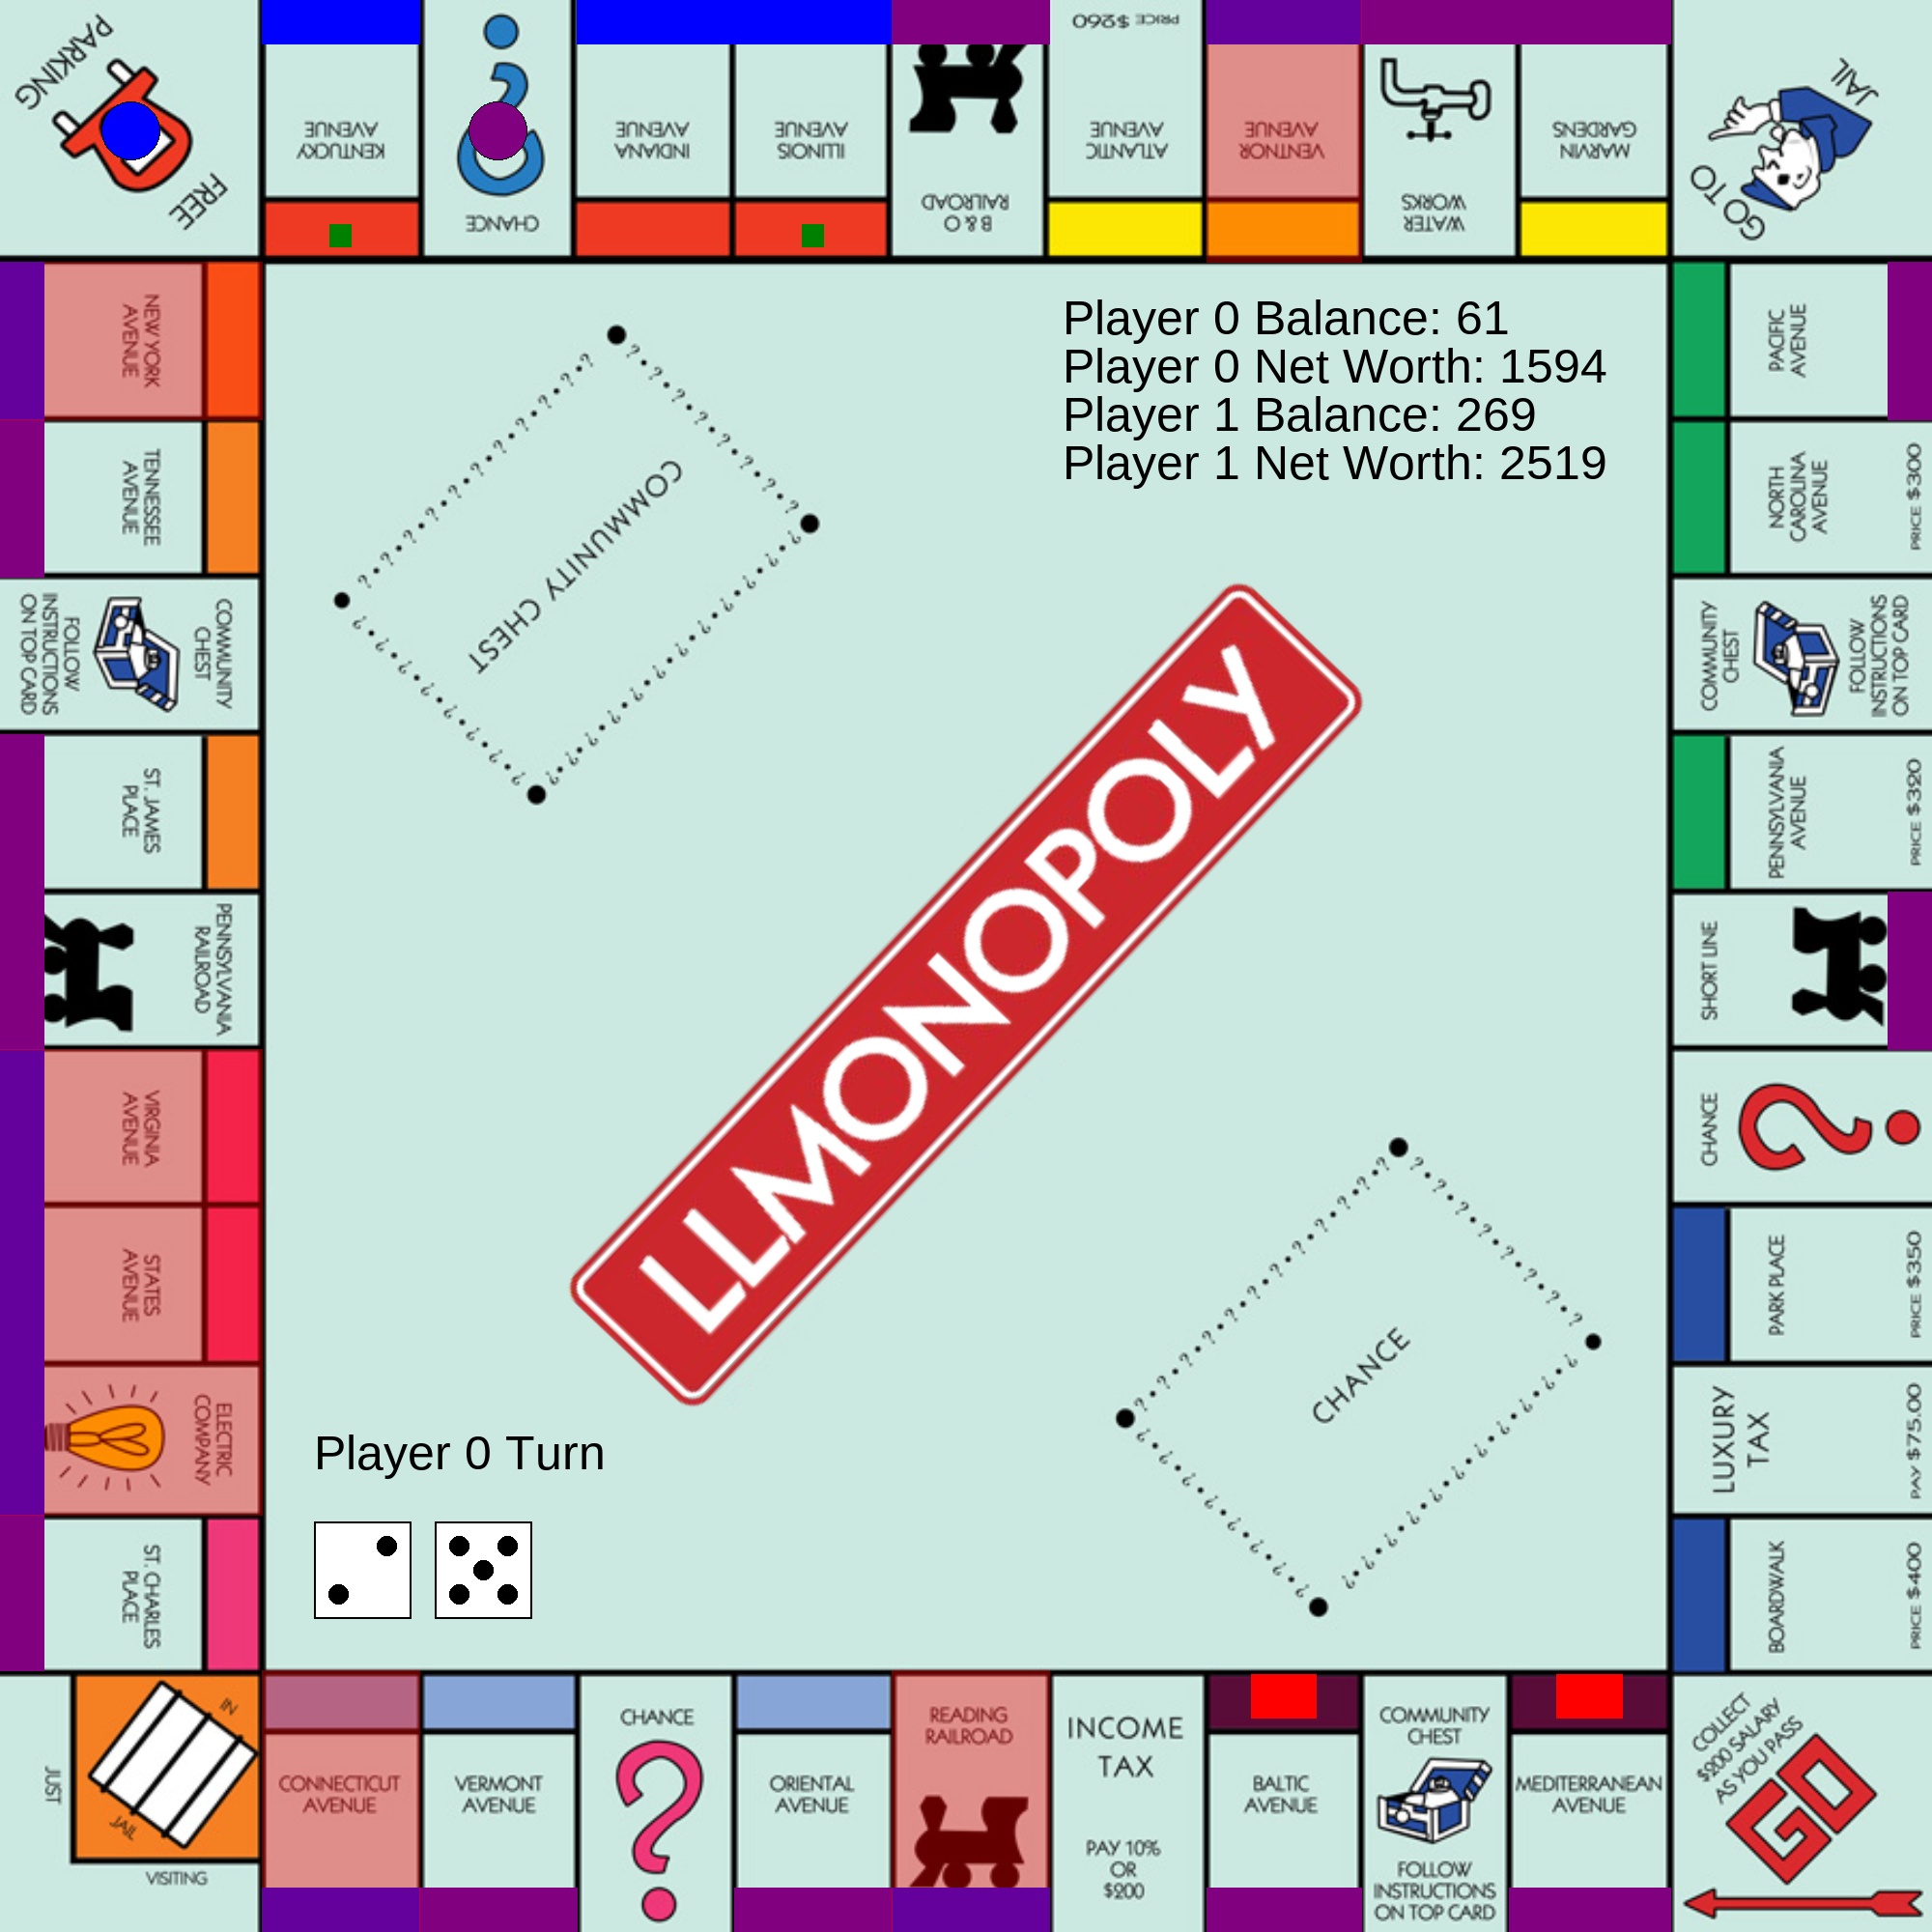 PARKING
FREE
KENTUCKY
AVENUE
CHANCE
INDIANA
AVENUE
ILLINOIS
AVENUE
B & O
RAILROAD
PRICE $260
ATLANTIC
AVENUE
VENTNOR
AVENUE
WATER
WORKS
MARVIN
GARDENS
GO TO
JAIL
NEW YORK
AVENUE
TENNESSEE
AVENUE
COMMUNITY
CHEST
FOLLOW
INSTRUCTIONS
ON TOP CARD
ST. JAMES
PLACE
PENNSYLVANIA
RAILROAD
VIRGINIA
AVENUE
STATES
AVENUE
ELECTRIC
COMPANY
ST. CHARLES
PLACE
Player 0 Balance: 61
Player 0 Net Worth: 1594
Player 1 Balance: 269
Player 1 Net Worth: 2519
COMMUNITY CHEST
LLMONOPOLY
CHANCE
Player 0 Turn
PACIFIC
AVENUE
NORTH
CAROLINA
AVENUE
PRICE $300
COMMUNITY
CHEST
FOLLOW
INSTRUCTIONS
ON TOP CARD
PENNSYLVANIA
AVENUE
PRICE $320
SHORT LINE
CHANCE
PARK PLACE
PRICE $350
LUXURY
TAX
PAY $75.00
BOARDWALK
PRICE $400
JUST
VISITING
IN
JAIL
CONNECTICUT
AVENUE
VERMONT
AVENUE
CHANCE
ORIENTAL
AVENUE
READING
RAILROAD
INCOME
TAX
PAY 10%
OR
$200
BALTIC
AVENUE
COMMUNITY
CHEST
FOLLOW
INSTRUCTIONS
ON TOP CARD
MEDITERRANEAN
AVENUE
COLLECT
$200 SALARY
AS YOU PASS
GO